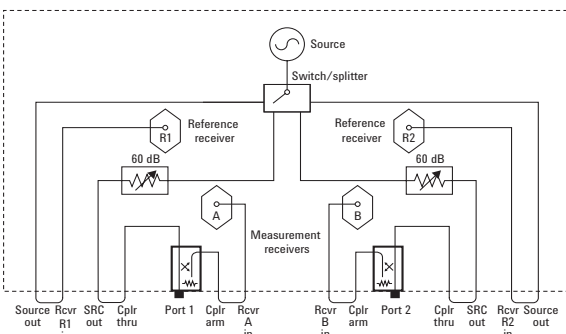 Source
Switch/splitter
Reference
receiver
R1
Reference
receiver
R2
60 dB
60 dB
A
B
Measurement
receivers
Source
out
Rcvr
R1
in
SRC
out
Cplr
thru
Port 1
Cplr
arm
Rcvr
A
in
Rcvr
B
in
Cplr
arm
Port 2
Cplr
thru
SRC
out
Rcvr
R2
in
Source
out